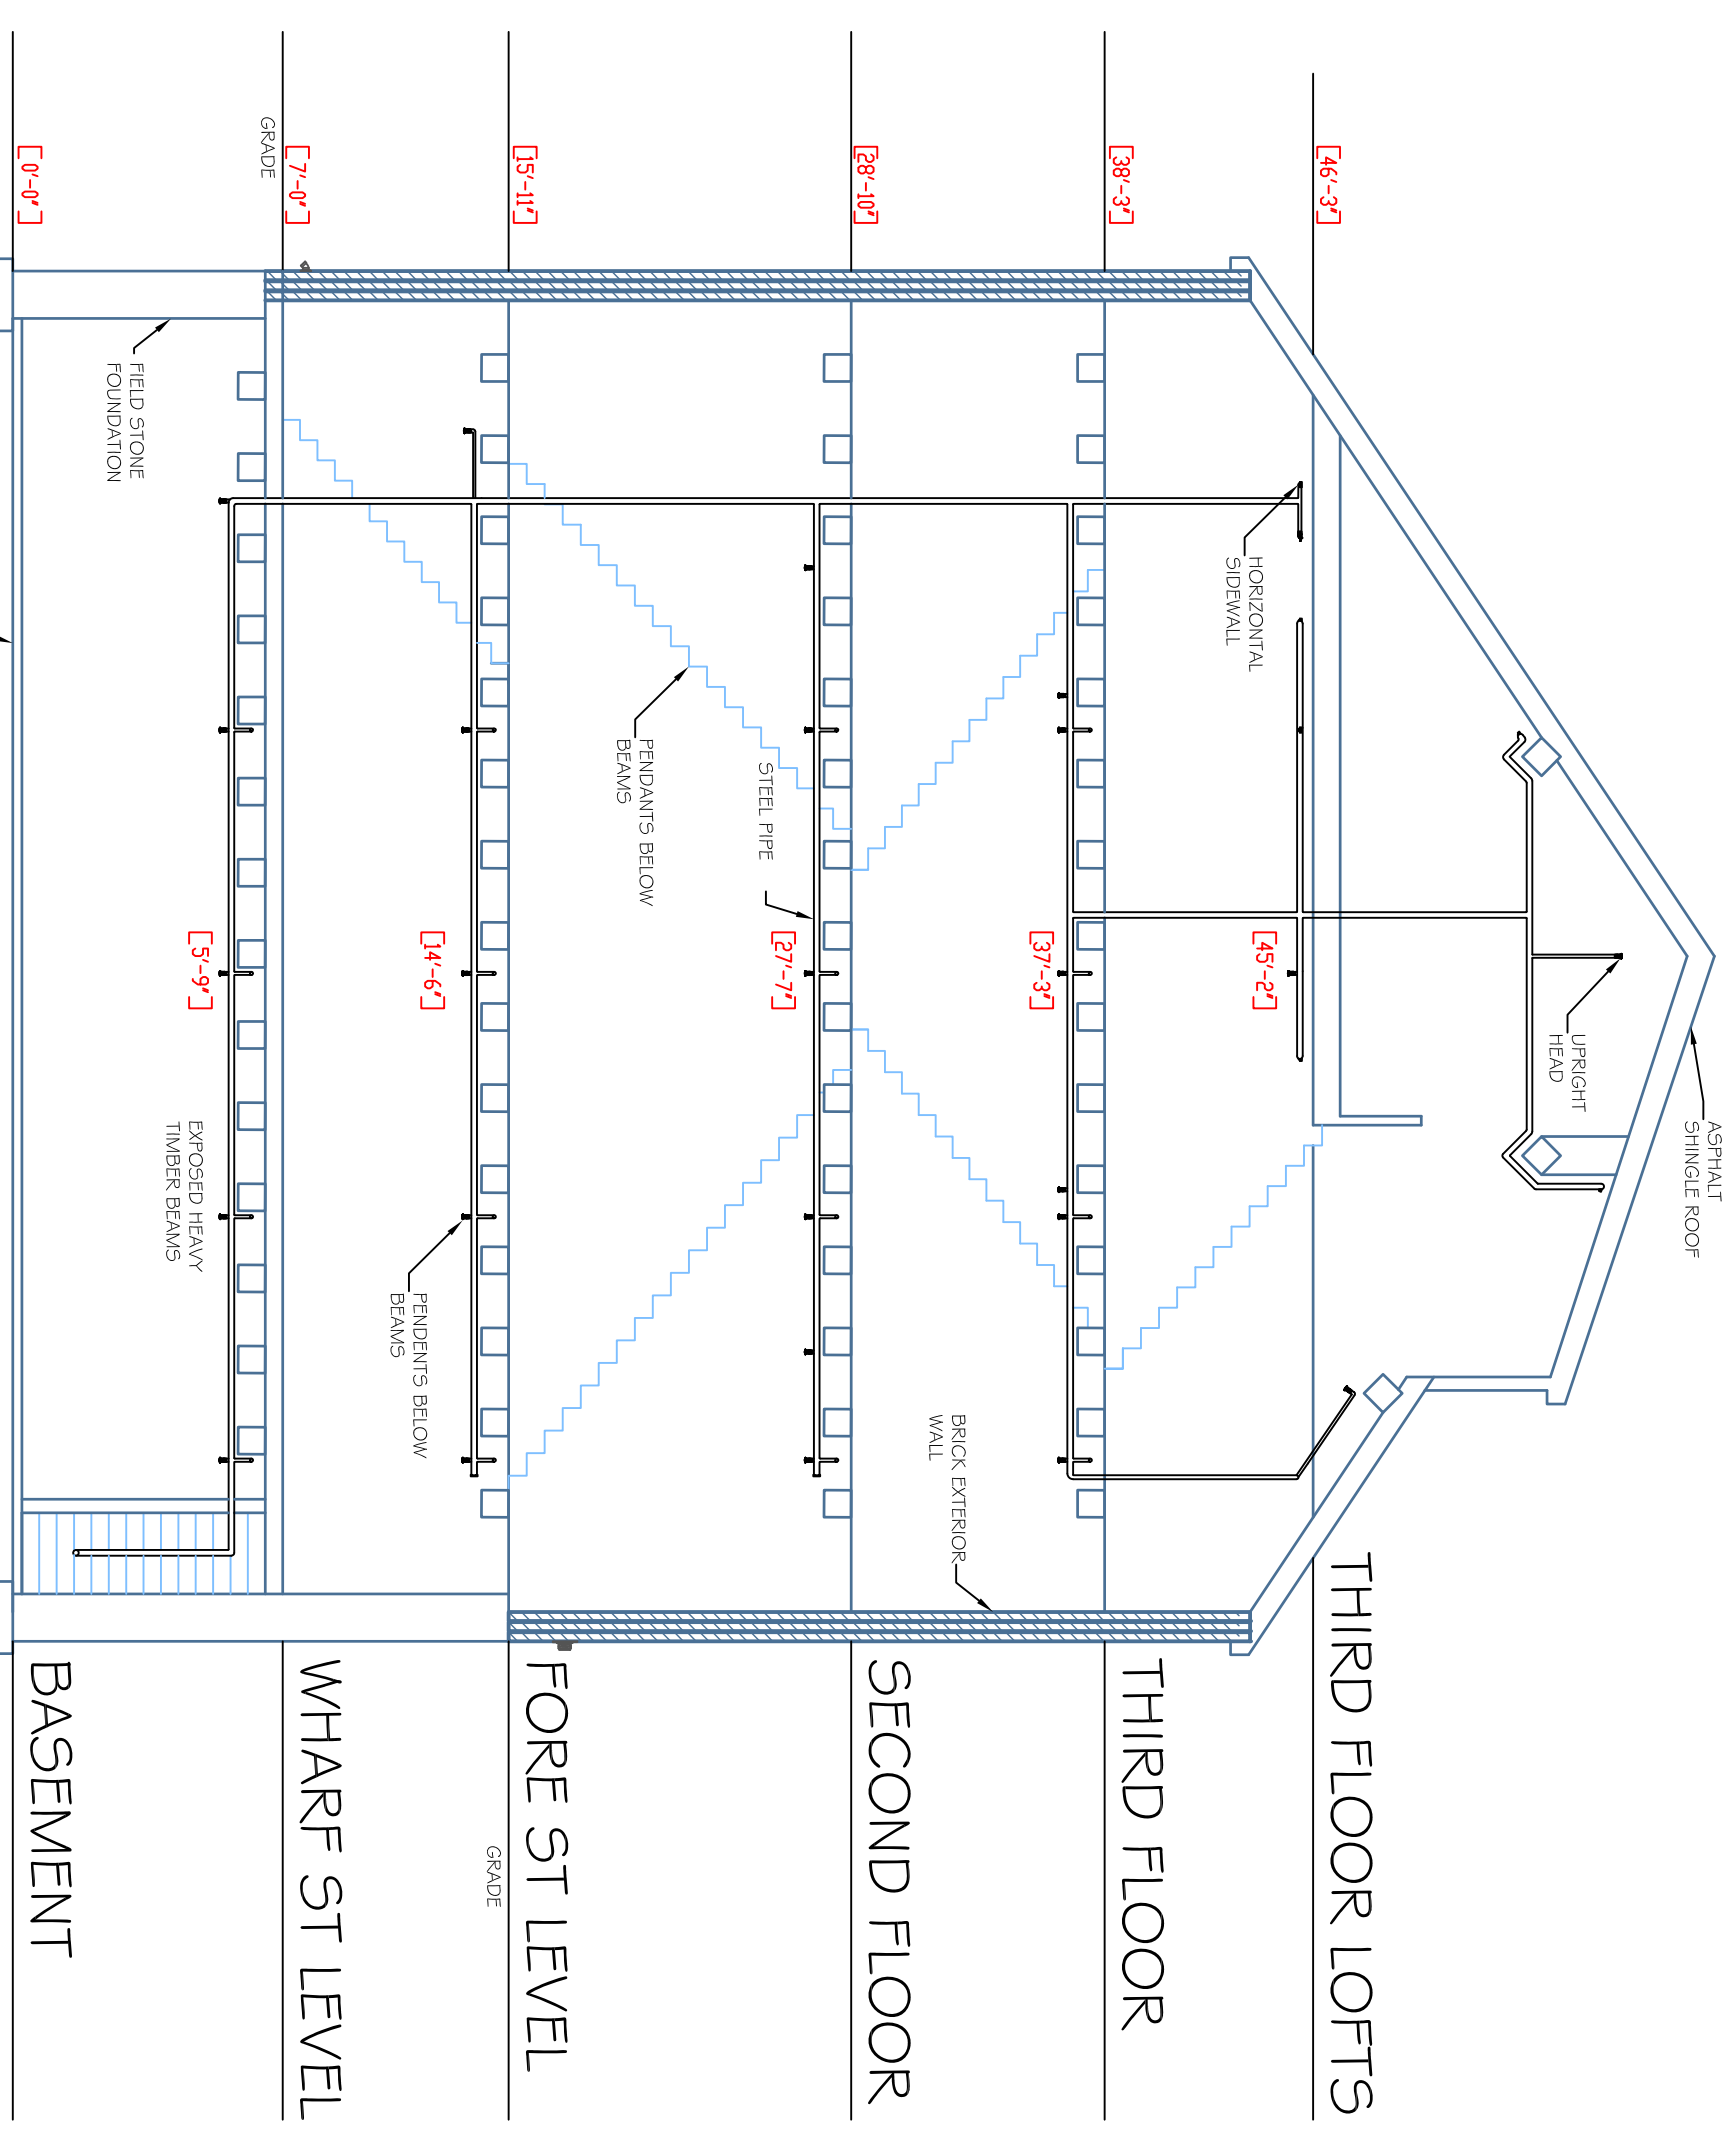 ASPHALT
SHINGLE ROOF
UPRIGHT
HEAD
[46'-3"]
THIRD FLOOR LOFTS
HORIZONTAL
SIDEWALL
[45'-2"]
[38'-3"]
THIRD FLOOR
[37'-3"]
BRICK EXTERIOR
WALL
[28'-10"]
SECOND FLOOR
[27'-7"]
STEEL PIPE
PENDANTS BELOW
BEAMS
[15'-11"]
FORE ST LEVEL
GRADE
[14'-6"]
PENDENTS BELOW
BEAMS
[7'-0"]
WHARF ST LEVEL
GRADE
[5'-9"]
EXPOSED HEAVY
TIMBER BEAMS
FIELD STONE
FOUNDATION
[0'-0"]
BASEMENT